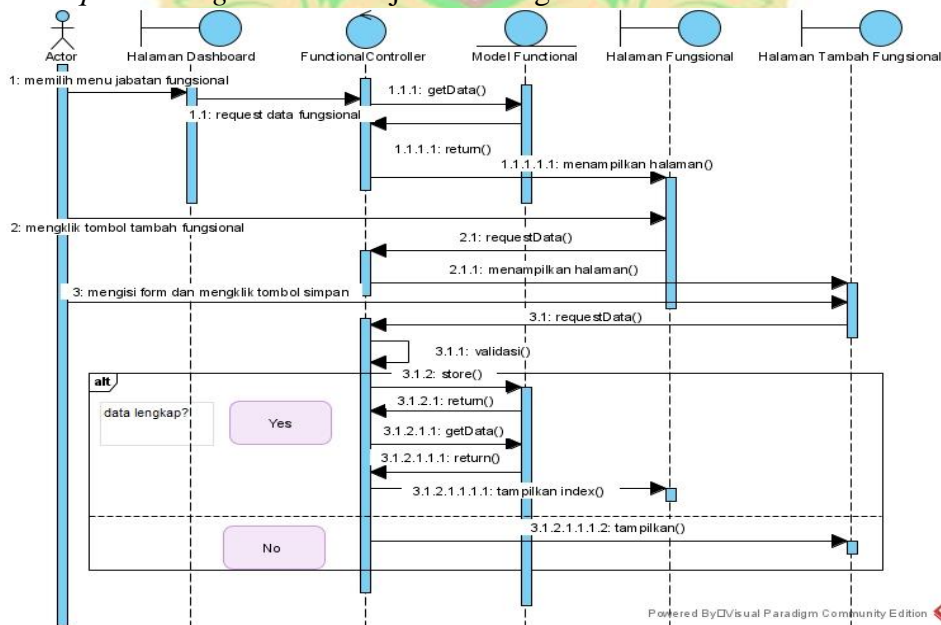 Actor
Halaman Dashboard
FunctionalController
Model Functional
Halaman Fungsional
Halaman Tambah Fungsional
1: memilih menu jabatan fungsional
1.1: request data fungsional
1.1.1: getData()
1.1.1.1: return()
1.1.1.1.1: menampilkan halaman()
2: mengklik tombol tambah fungsional
2.1: requestData()
2.1.1: menampilkan halaman()
3: mengisi form dan mengklik tombol simpan
3.1: requestData()
3.1.1: validasi()
alt
3.1.2: store()
data lengkap?
Yes
3.1.2.1: return()
3.1.2.1.1: getData()
3.1.2.1.1.1: return()
3.1.2.1.1.1.1: tampilkan index()
3.1.2.1.1.1.2: tampilkan()
No
Powered By□Visual Paradigm Community Edition